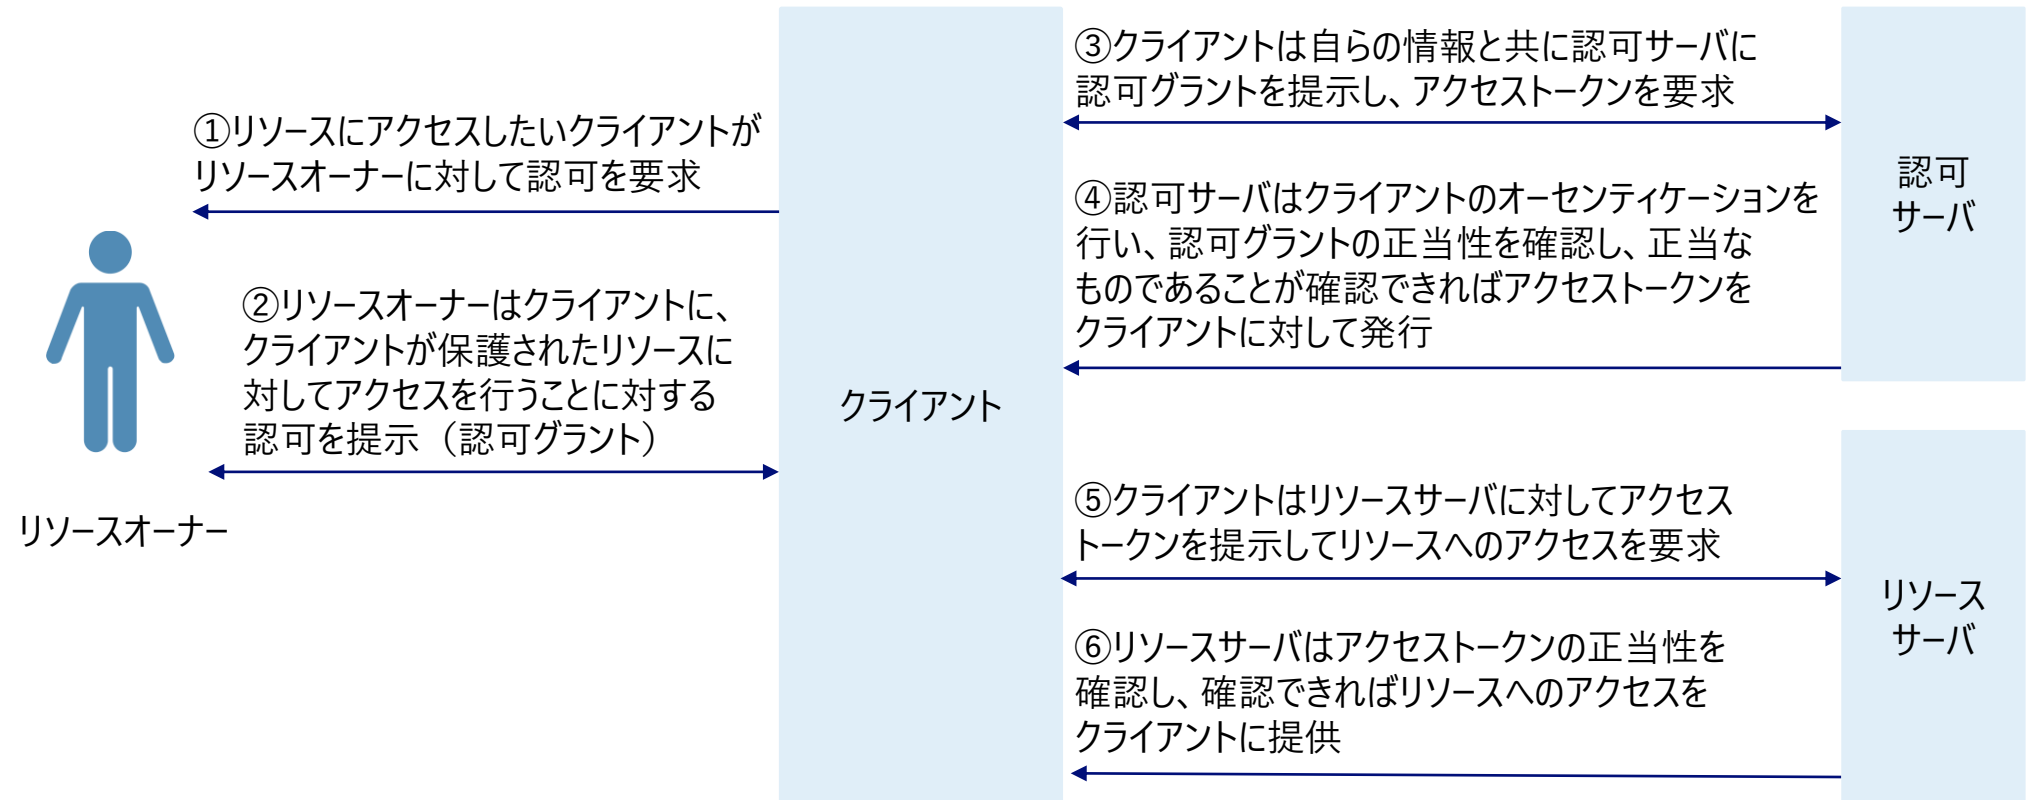 ①リソースにアクセスしたいクライアントが
リソースオーナーに対して認可を要求
②リソースオーナーはクライアントに、
クライアントが保護されたリソースに
対してアクセスを行うことに対する
認可を提示（認可グラント）
リソースオーナー
クライアント
③クライアントは自らの情報と共に認可サーバに
認可グラントを提示し、アクセストークンを要求
④認可サーバはクライアントのオーセンティケーションを
行い、認可グラントの正当性を確認し、正当な
ものであることが確認できればアクセストークンを
クライアントに対して発行
認可
サーバ
⑤クライアントはリソースサーバに対してアクセス
トークンを提示してリソースへのアクセスを要求
⑥リソースサーバはアクセストークンの正当性を
確認し、確認できればリソースへのアクセスを
クライアントに提供
リソース
サーバ